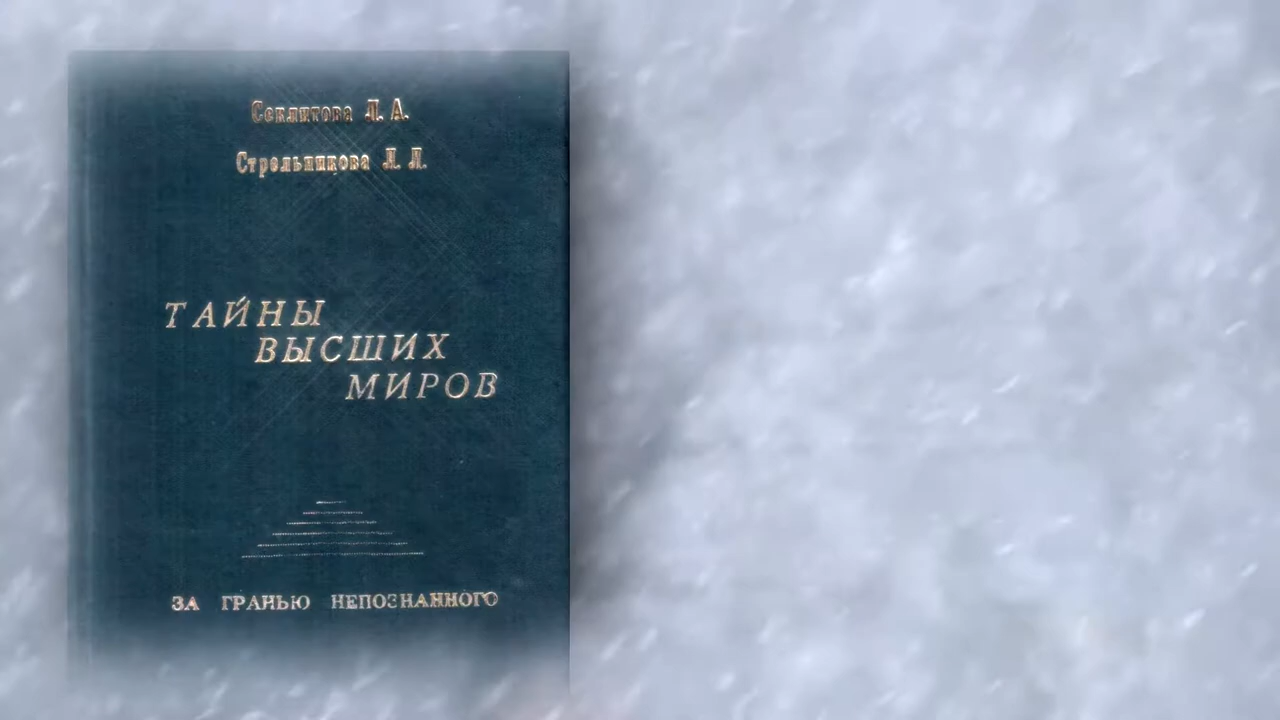 Секлитова Л. А.
Стрельникова Л. Л.
ТАЙНЫ
ВЫСШИХ
МИРОВ
ЗА ГРАНЬЮ НЕПОЗНАННОГО